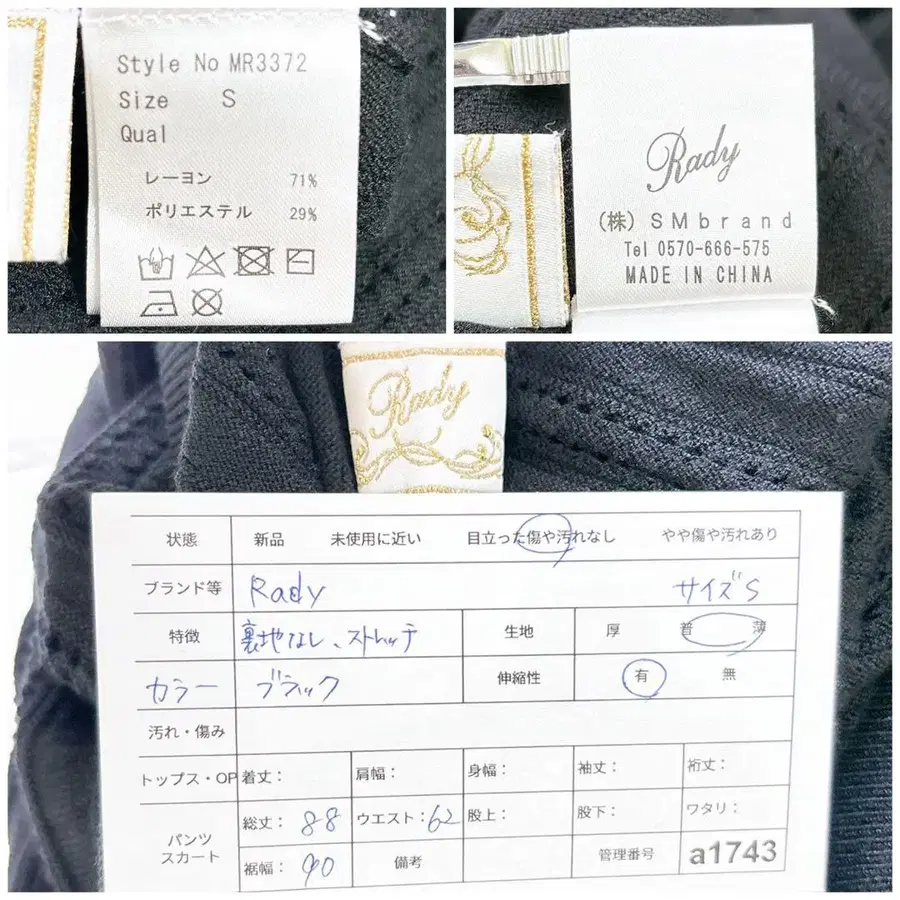 Style No MR3372
Size S
Qual
レーヨン 71%
ポリエステル 29%
Rady
(株)SMbrand
Tel 0570-666-575
MADE IN CHINA
Rady
状態 新品 未使用に近い 目立った傷や汚れなし やや傷や汚れあり
ブランド等 Rady サイズS
特徴 裏地なし、ストレッチ 生地 厚 普 薄
カラー ブラック 伸縮性 有 無
汚れ・傷み
トップス・OP 着丈: 肩幅: 身幅: 袖丈: 裄丈:
パンツ スカート 総丈: 88 ウエスト: 62 股上: 股下: ワタリ:
裾幅: 90 備考 管理番号 a1743